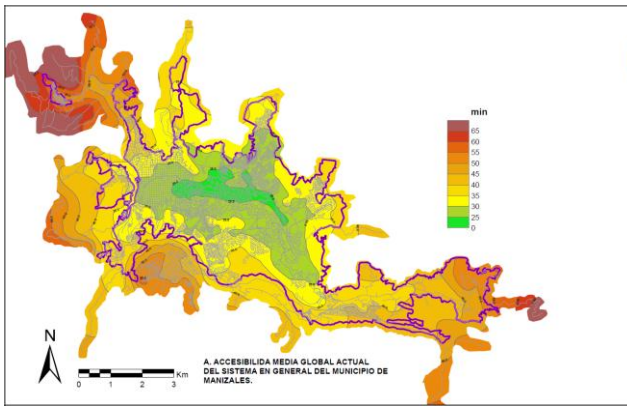 min
65
60
55
50
45
40
35
30
25
0
N
0 1 2 3
Km
A. ACCESIBILIDA MEDIA GLOBAL ACTUAL
DEL SISTEMA EN GENERAL DEL MUNICIPIO DE
MANIZALES.